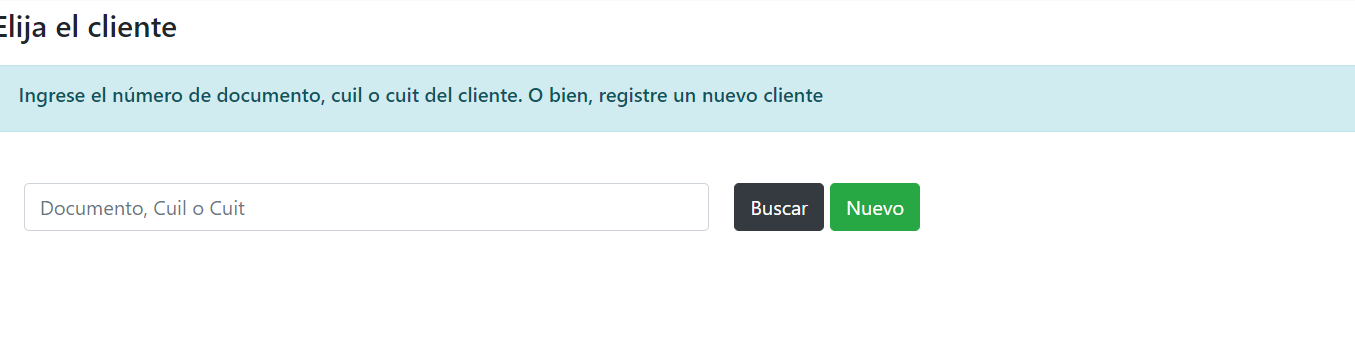 Elija el cliente
Ingrese el número de documento, cuil o cuit del cliente. O bien, registre un nuevo cliente
Documento, Cuil o Cuit
Buscar
Nuevo